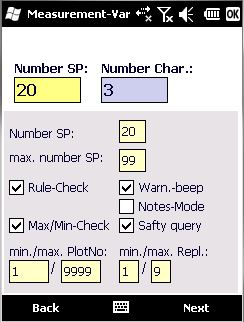 Measurement-Var OK
Number SP: Number Char.:
20 3
Number SP: 20
max. number SP: 99
Rule-Check Warn.-beep
Notes-Mode
Max/Min-Check Safty query
min./max. PlotNo: min./max. Repl.:
1 / 9999 1 / 9
Back Next